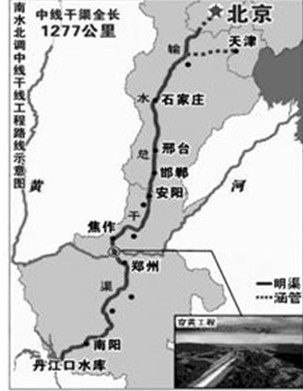 南水北调中线干线工程路线示意图
中线干渠全长
1277公里
北京
天津
输
水
石家庄
总
邢台
邯郸
安阳
黄
河
干
焦作
郑州
渠
明渠
涵管
穿黄工程
南阳
丹江口水库